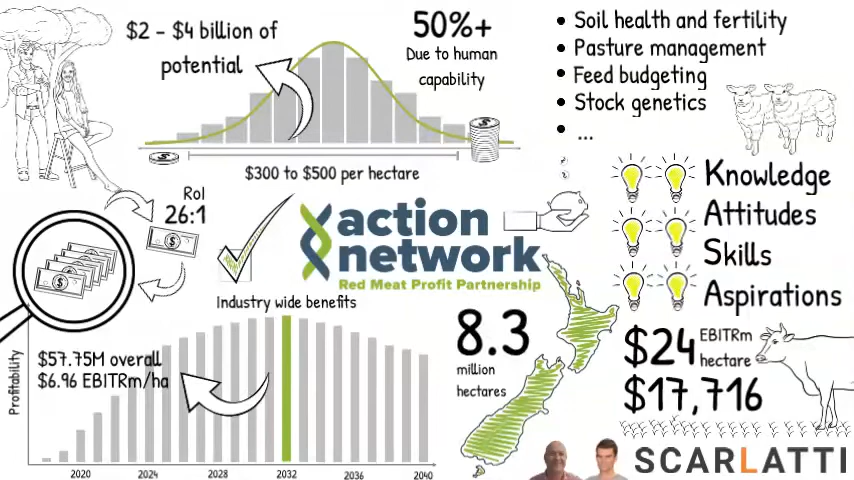 $2 – $4 billion of
potential
50%+
Due to human
capability
$300 to $500 per hectare
• Soil health and fertility
• Pasture management
• Feed budgeting
• Stock genetics
• ...
RoI
26:1
action
network
Red Meat Profit Partnership
Knowledge
Attitudes
Skills
Aspirations
Industry wide benefits
Profitability
$57.75M overall
$6.96 EBITRm/ha
2020 2024 2028 2032 2036 2040
8.3
million
hectares
$24 EBITRm
hectare
$17,716
SCARLATTI